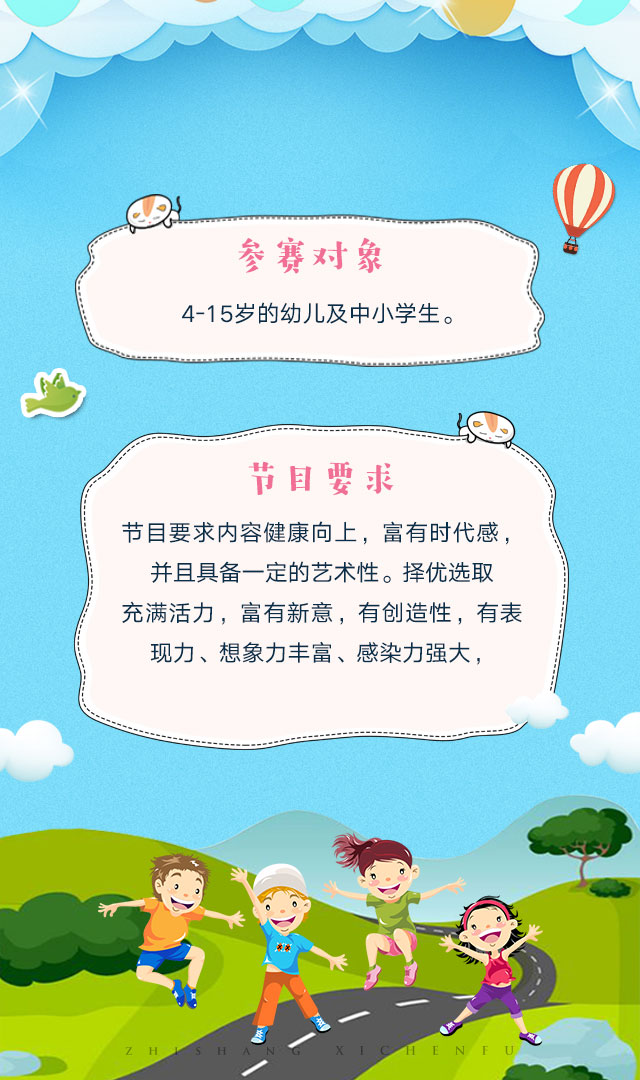 参赛对象
4-15岁的幼儿及中小学生。
节目要求
节目要求内容健康向上，富有时代感，
并且具备一定的艺术性。择优选取
充满活力，富有新意，有创造性，有表
现力、想象力丰富、感染力强大，
ZHISHANG XICHENFU